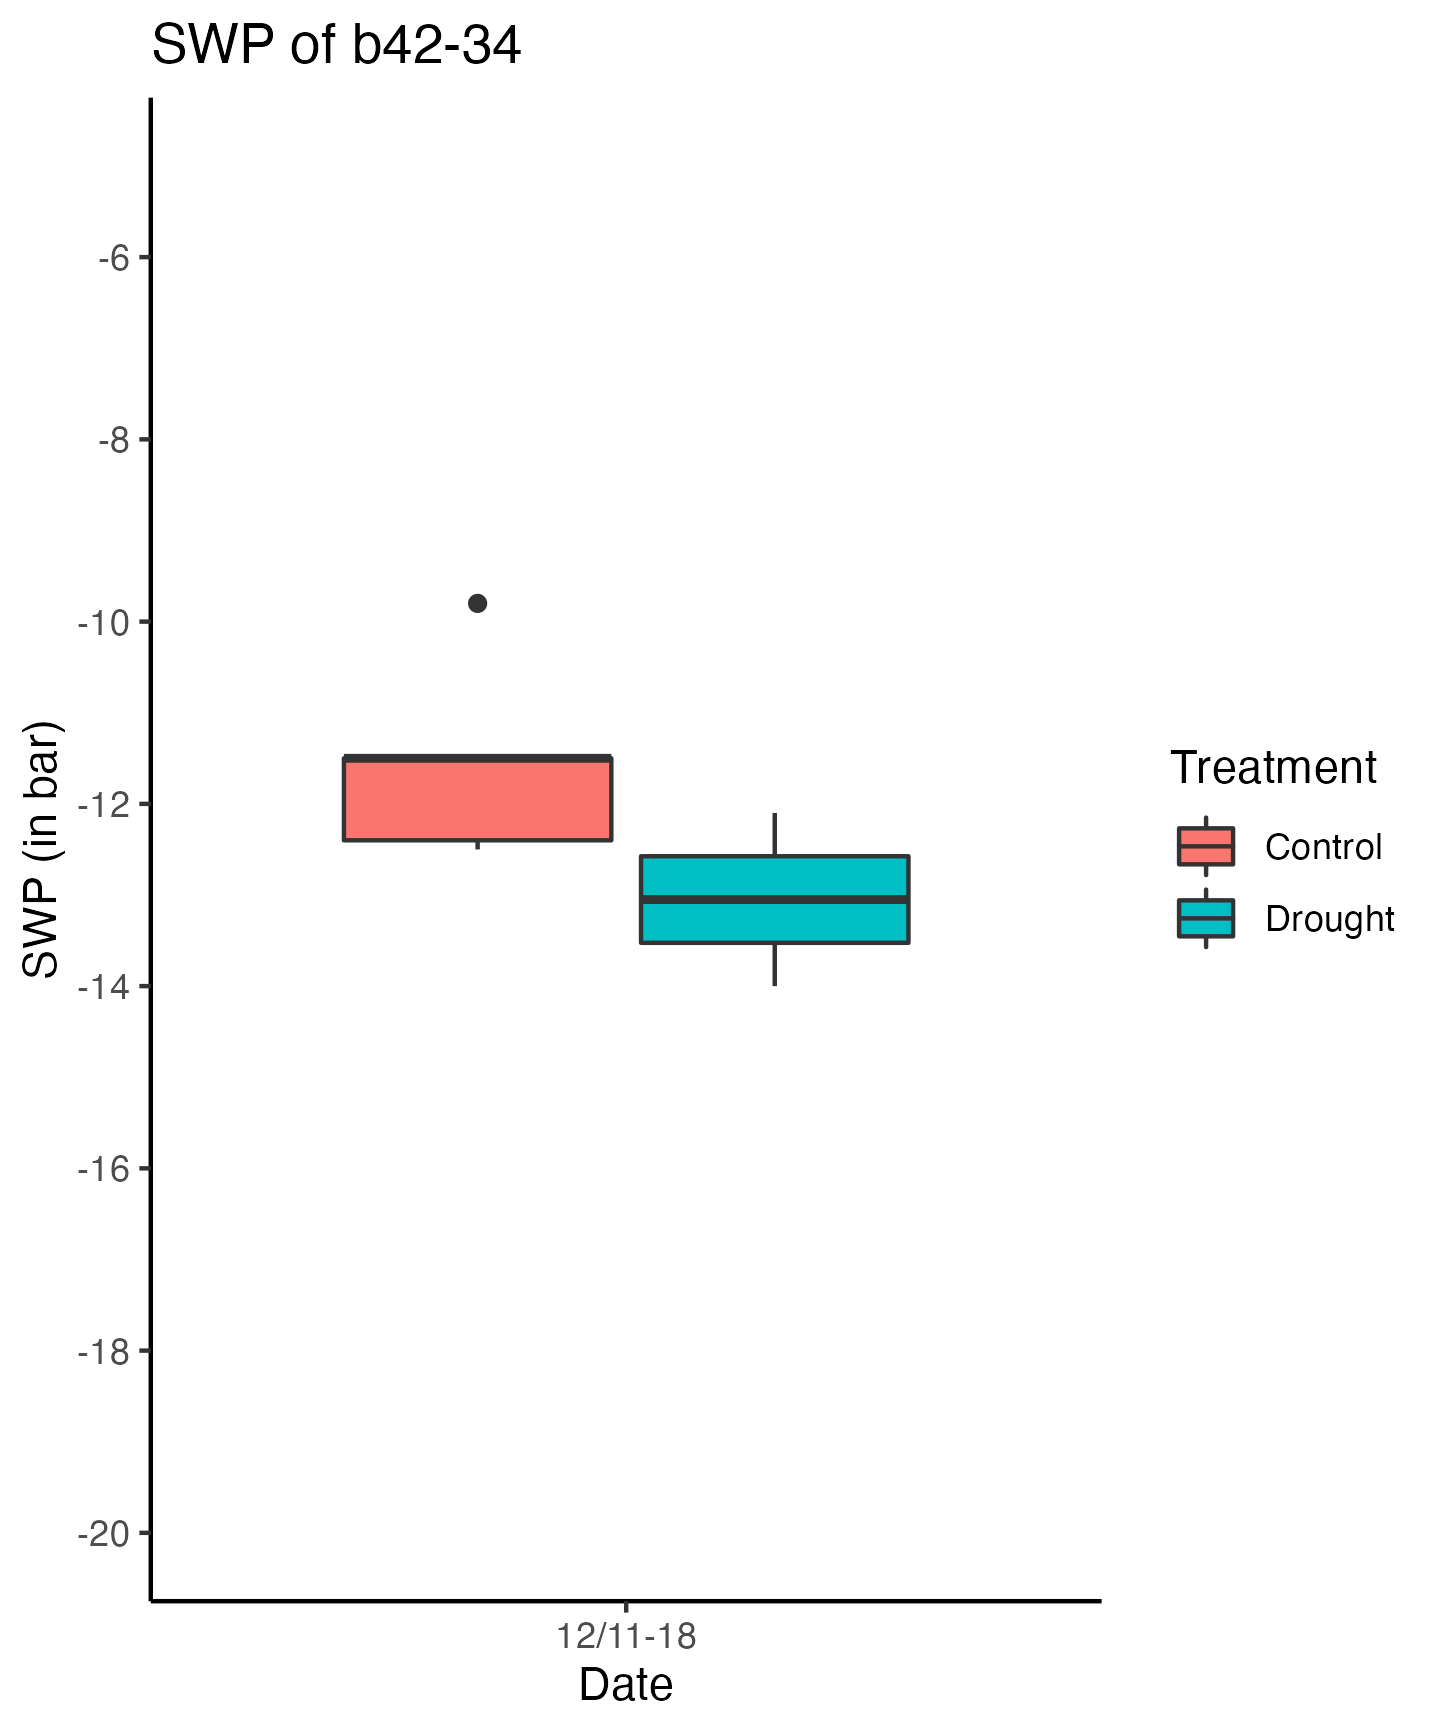 SWP of b42-34
SWP (in bar)
-6
-8
-10
-12
-14
-16
-18
-20
12/11-18
Date
Treatment
Control
Drought